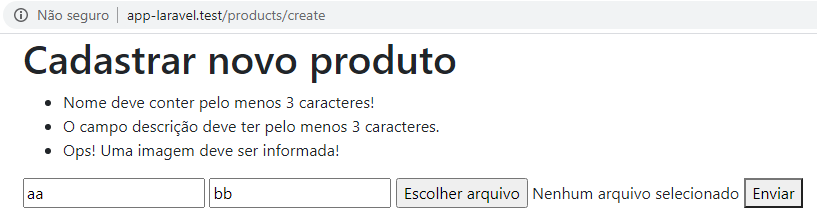 Não seguro | app-laravel.test/products/create
Cadastrar novo produto
Nome deve conter pelo menos 3 caracteres!
O campo descrição deve ter pelo menos 3 caracteres.
Ops! Uma imagem deve ser informada!
aa bb Escolher arquivo Nenhum arquivo selecionado Enviar